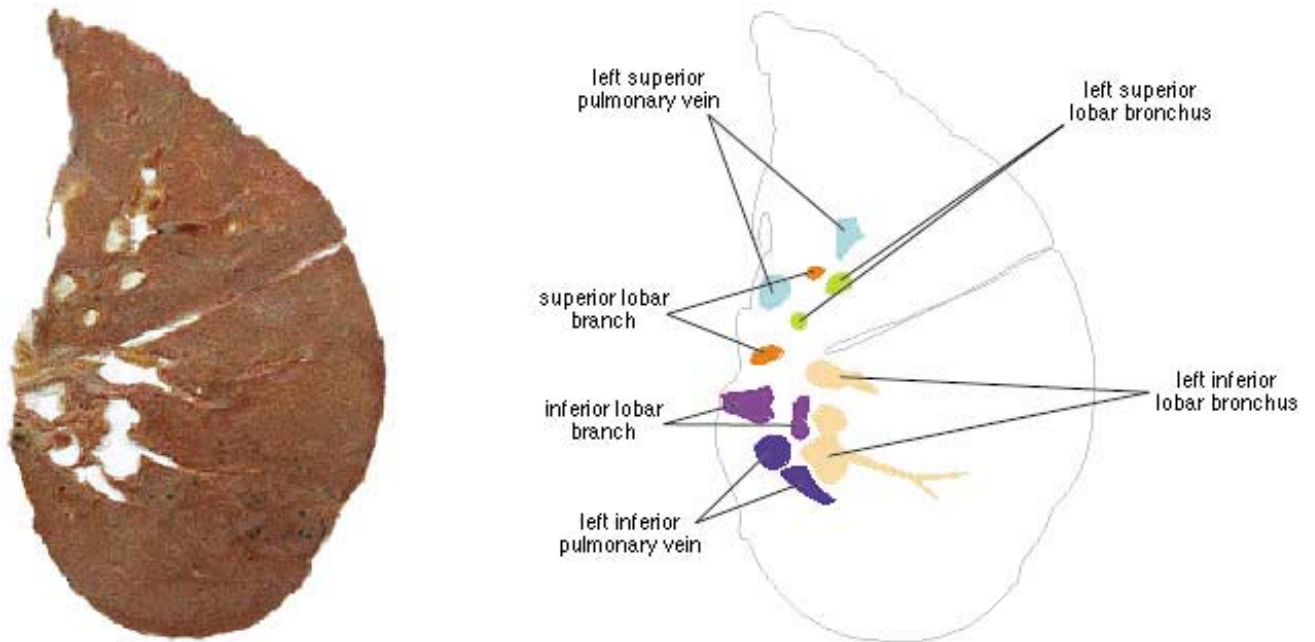 left superior
pulmonary vein
left superior
lobar bronchus
superior lobar
branch
inferior lobar
branch
left inferior
lobar bronchus
left inferior
pulmonary vein